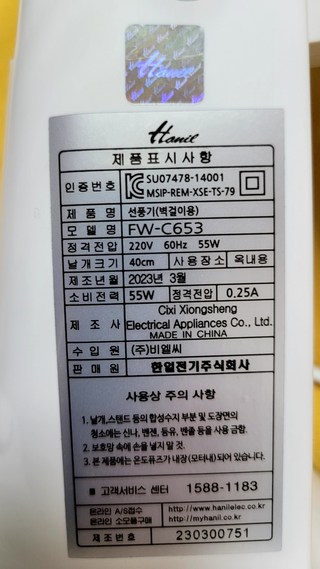 Hanil
Hanil
제품표시사항
인증번호 SU07478-14001
MSIP-REM-XSE-TS-79
제품명 선풍기(벽걸이용)
모델명 FW-C653
정격전압 220V 60Hz 55W
날개크기 40cm 사용장소 옥내용
제조년월 2023년 3월
소비전력 55W 정격전압 0.25A
제조사 Cixi Xiongsheng
Electrical Appliances Co., Ltd.
MADE IN CHINA
수입원 (주)비엘씨
판매원 한일전기주식회사
사용상 주의 사항
1. 날개,스탠드 등의 합성수지 부분 및 도장면의
청소에는 신나, 벤젠, 등유, 벤졸 등을 사용 금함.
2. 보호망 속에 손을 넣지말 것.
3. 본 제품에는 온도퓨즈가 내장(모터내)되어 있습니다.
■ 고객서비스 센터 1588-1183
온라인 A/S접수 http://www.hanilelec.co.kr
온라인 소모품구매 http://myhanil.co.kr
제조번호 230300751